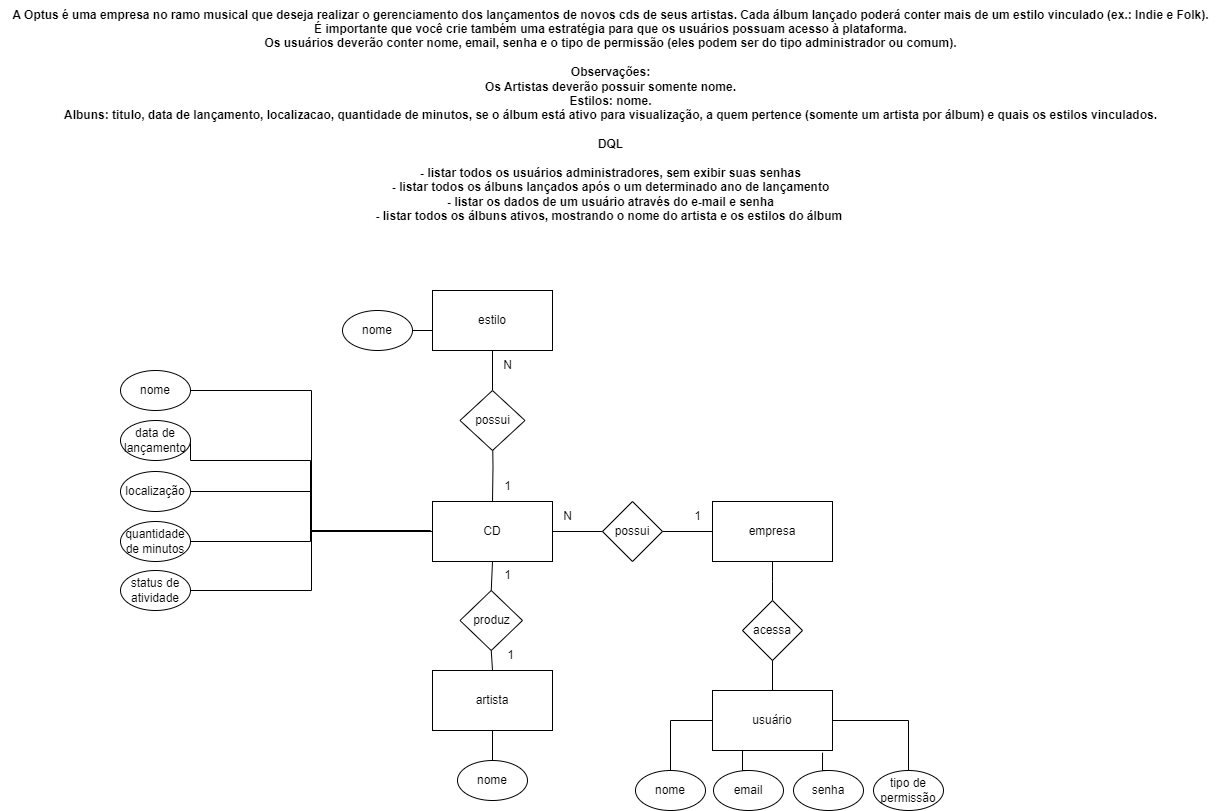 A Optus é uma empresa no ramo musical que deseja realizar o gerenciamento dos lançamentos de novos cds de seus artistas. Cada álbum lançado poderá conter mais de um estilo vinculado (ex.: Indie e Folk).
É importante que você crie também uma estratégia para que os usuários possuam acesso à plataforma.
Os usuários deverão conter nome, email, senha e o tipo de permissão (eles podem ser do tipo administrador ou comum).
Observações:
Os Artistas deverão possuir somente nome.
Estilos: nome.
Albuns: titulo, data de lançamento, localizacao, quantidade de minutos, se o álbum está ativo para visualização, a quem pertence (somente um artista por álbum) e quais os estilos vinculados.
DQL
- listar todos os usuários administradores, sem exibir suas senhas
- listar todos os álbuns lançados após o um determinado ano de lançamento
- listar os dados de um usuário através do e-mail e senha
- listar todos os álbuns ativos, mostrando o nome do artista e os estilos do álbum
estilo
nome
N
nome
possui
data de
lançamento
localização
1
N
1
CD
possui
empresa
quantidade
de minutos
1
status de
atividade
produz
acessa
1
artista
usuário
nome
nome
email
senha
tipo de
permissão